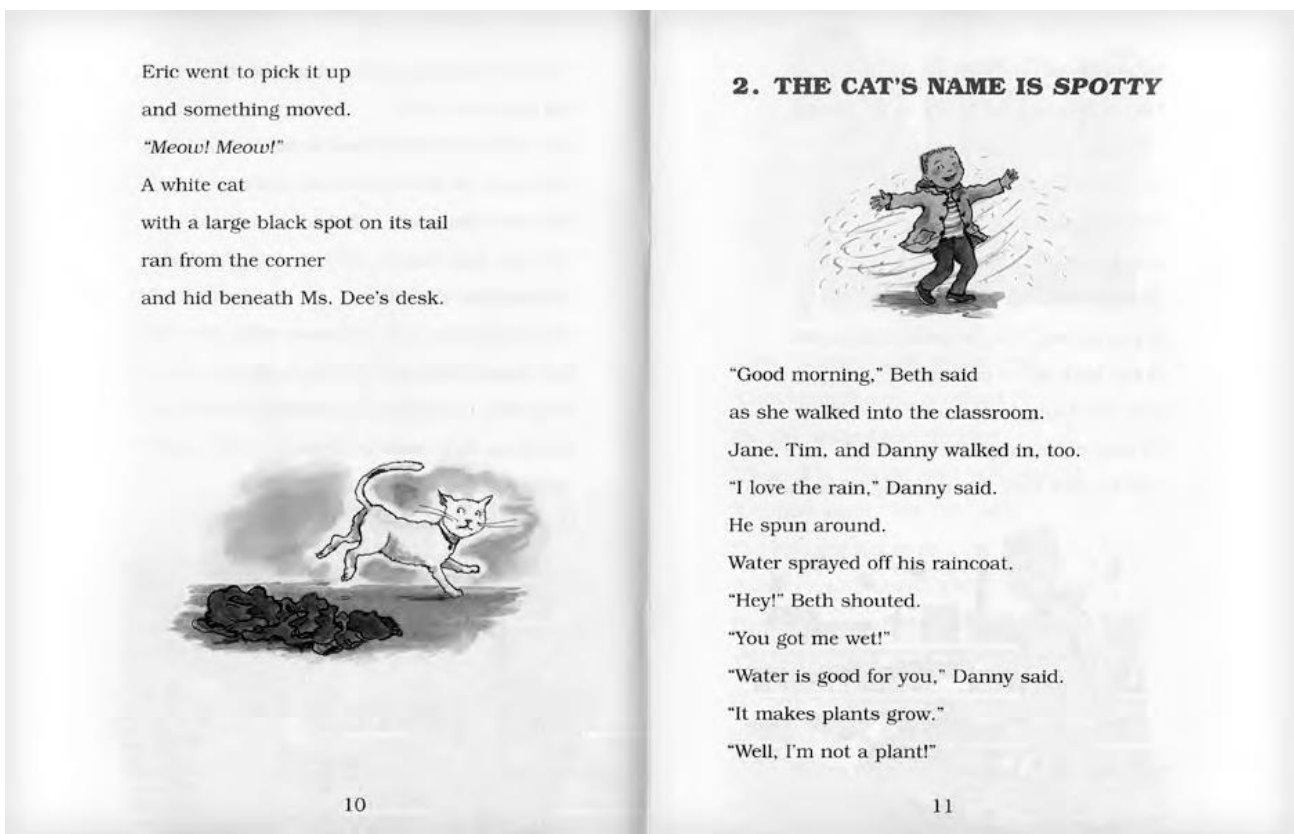 Eric went to pick it up
and something moved.
“Meow! Meow!”
A white cat
with a large black spot on its tail
ran from the corner
and hid beneath Ms. Dee’s desk.
10
2. THE CAT’S NAME IS SPOTTY
“Good morning,” Beth said
as she walked into the classroom.
Jane, Tim, and Danny walked in, too.
“I love the rain,” Danny said.
He spun around.
Water sprayed off his raincoat.
“Hey!” Beth shouted.
“You got me wet!”
“Water is good for you,” Danny said.
“It makes plants grow.”
“Well, I’m not a plant!”
11